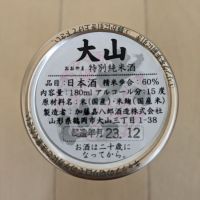 大山
おおやま 特別純米酒
品目:日本酒 精米歩合:60%
内容量:180ml アルコール分:15度
原材料名:米(国産)・米麹(国産米)
製造者:加藤嘉八郎酒造株式会社
山形県鶴岡市大山三丁目1-38
製造年月 23.12
お酒は二十歳に
なってから。